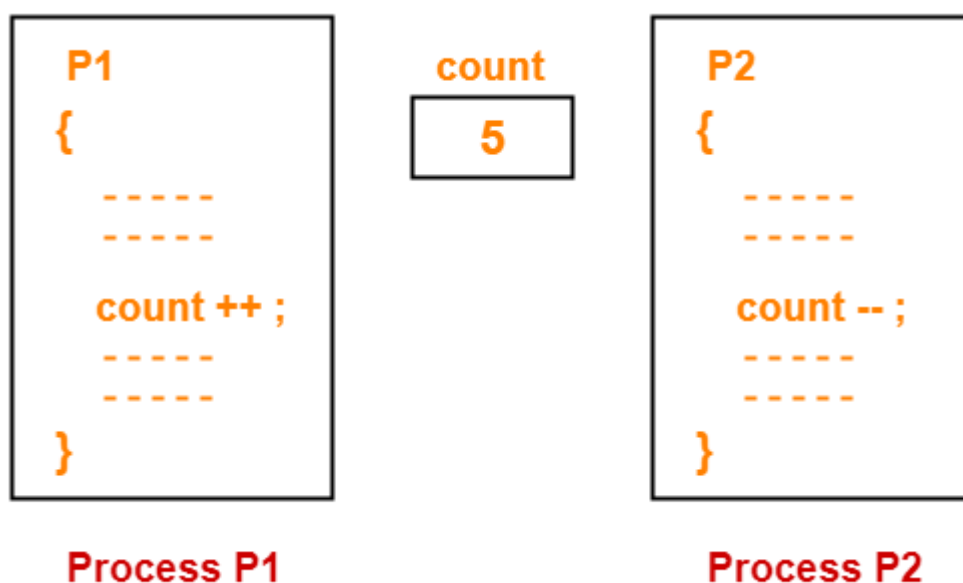 P1
{
- - - - -
- - - - -
count ++ ;
- - - - -
- - - - -
}
Process P1
count
5
P2
{
- - - - -
- - - - -
count -- ;
- - - - -
- - - - -
}
Process P2